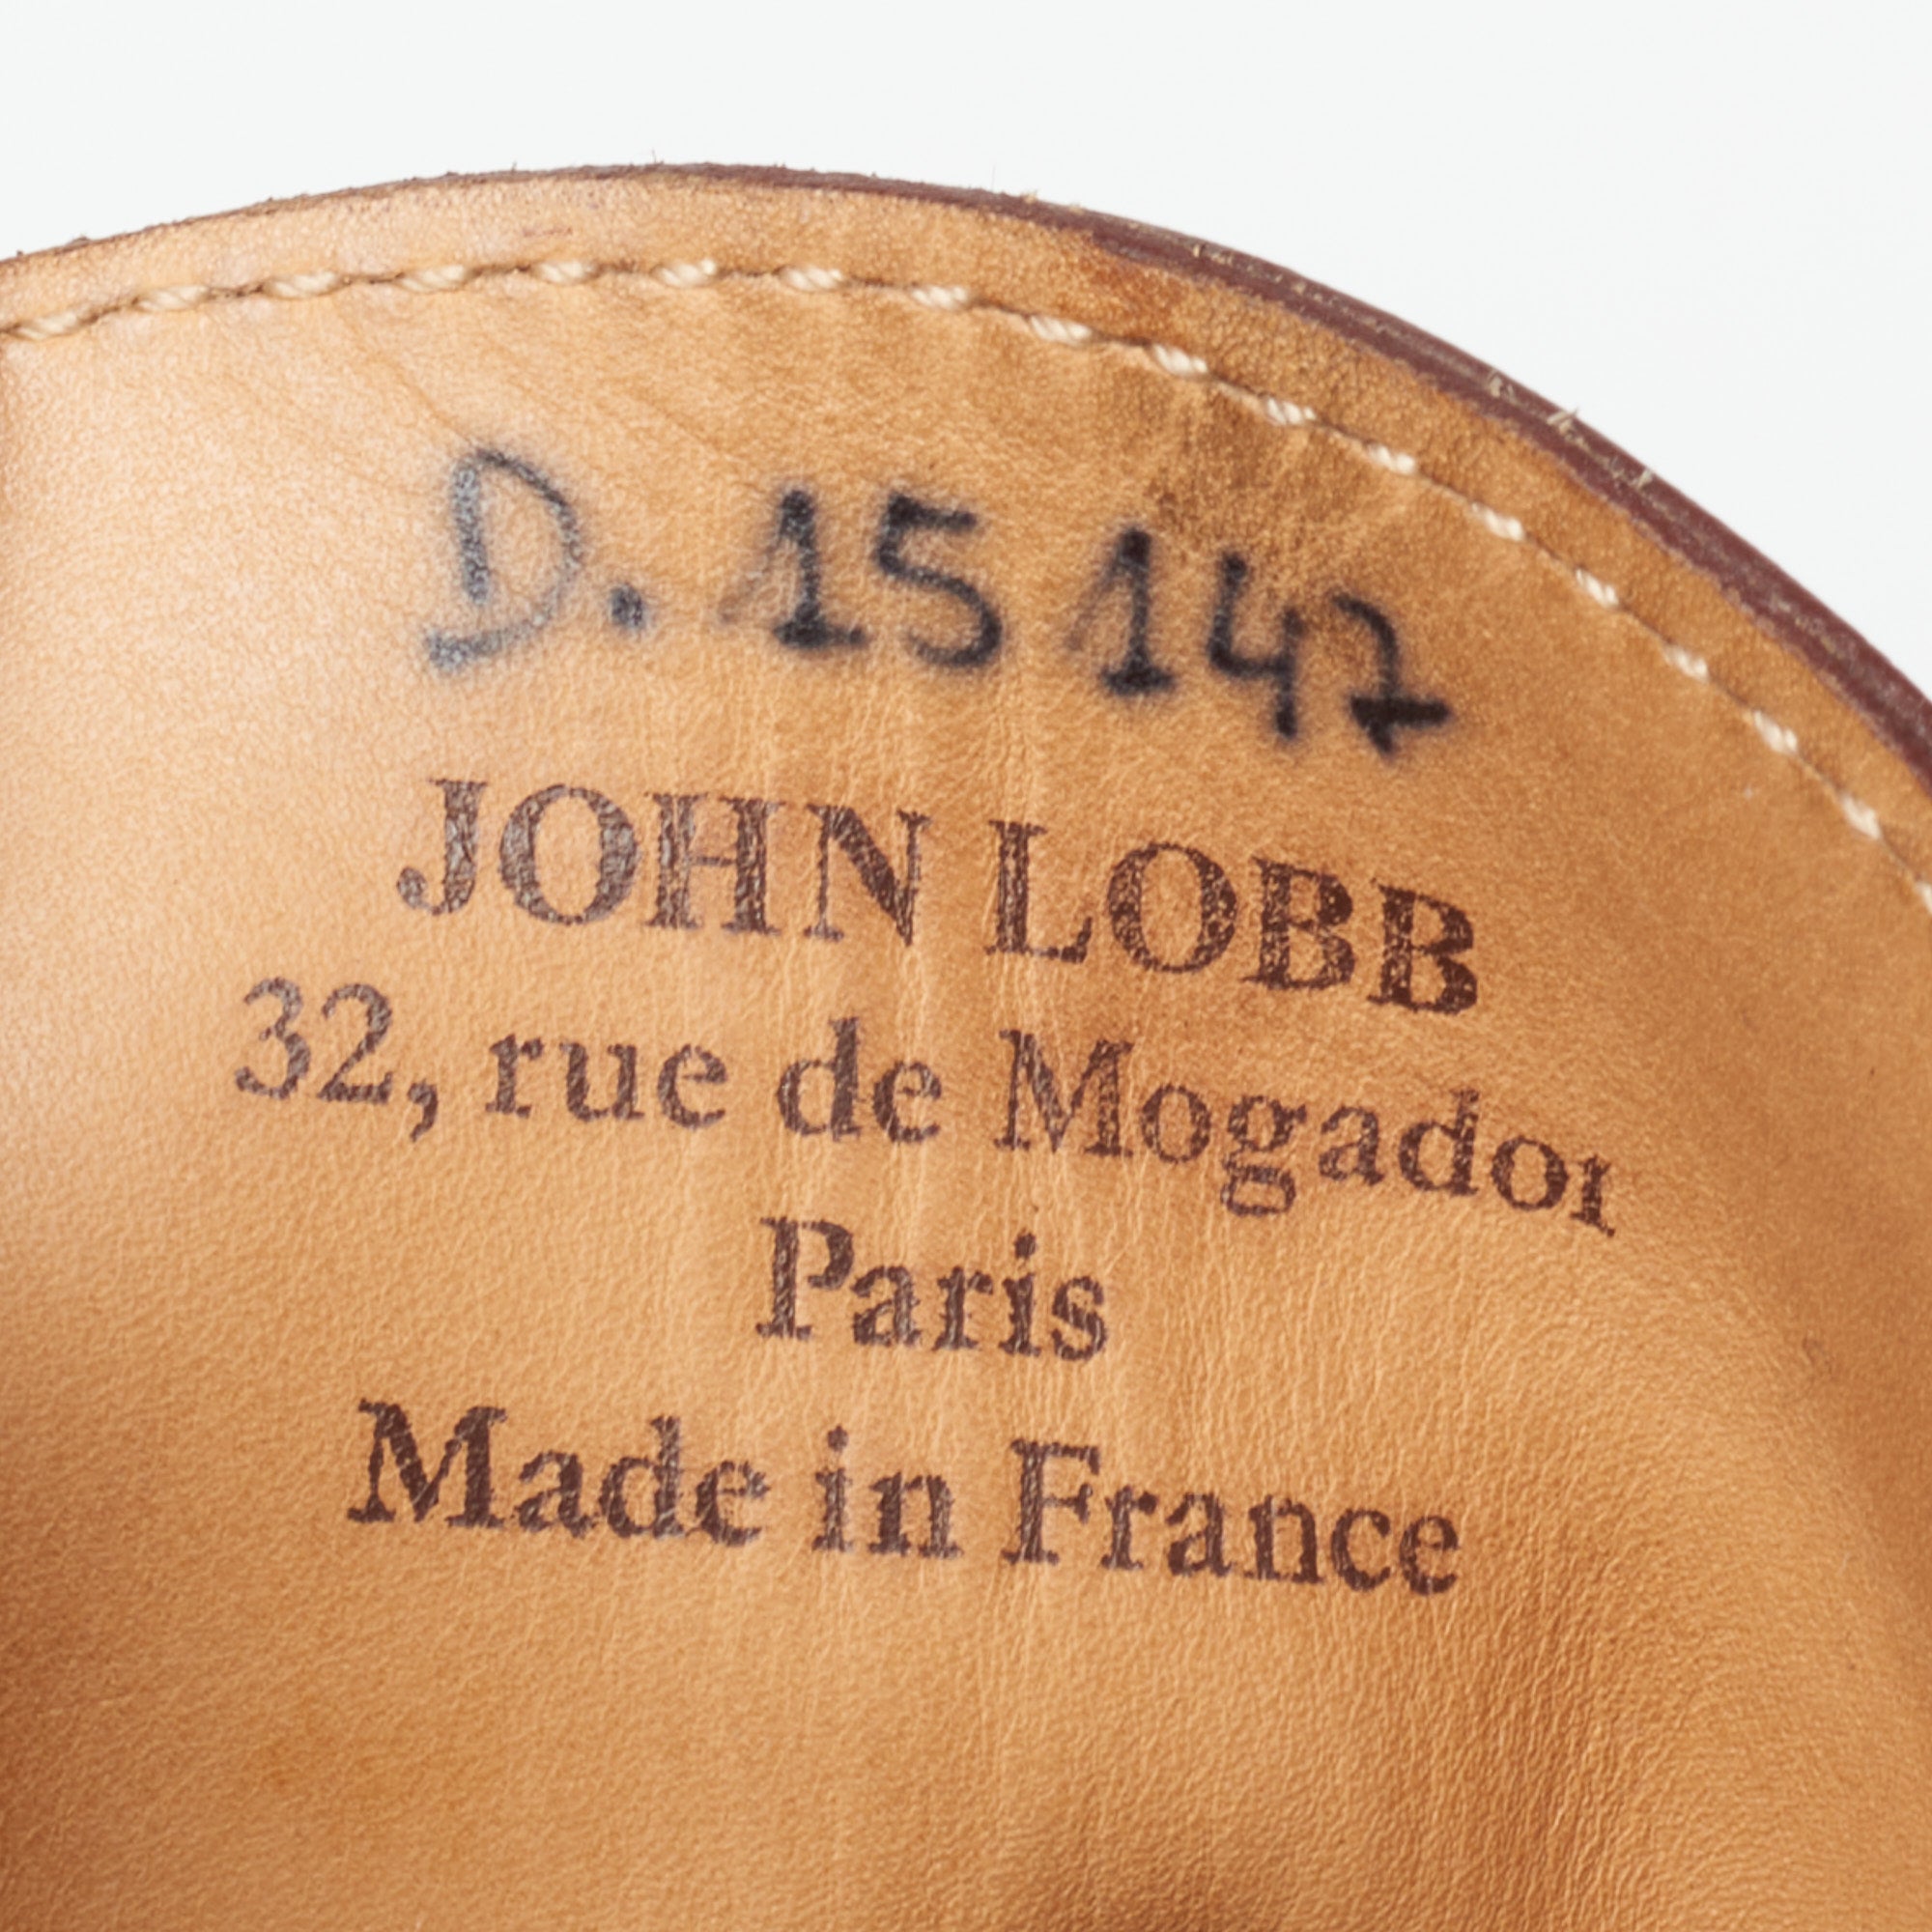 D. 15 147
JOHN LOBB
32, rue de Mogador
Paris
Made in France